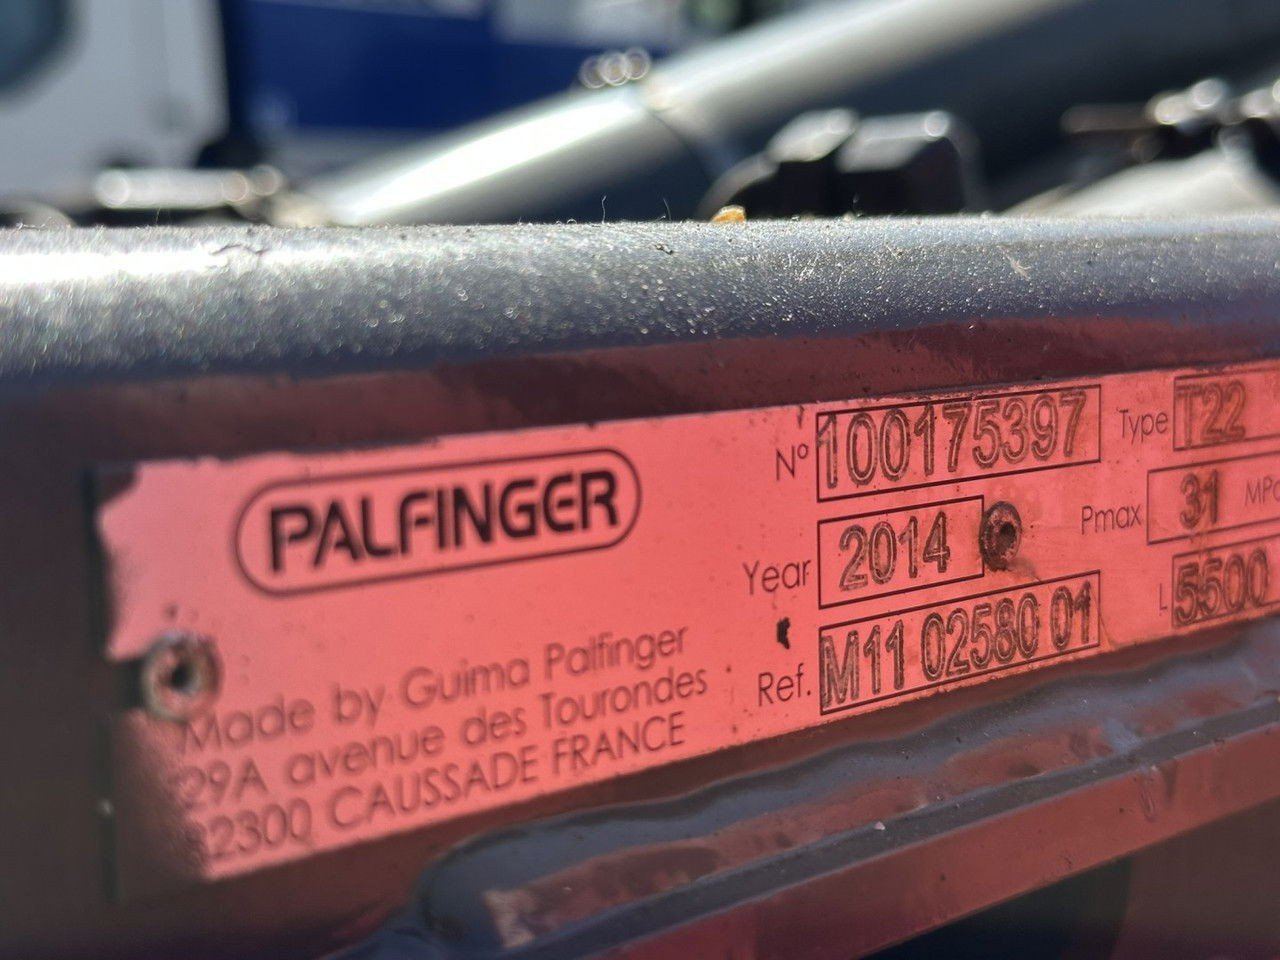 PALFINGER
Made by Guima Palfinger
29A avenue des Tourondes
82300 CAUSSADE FRANCE
N° 100175397
Year 2014
Ref. M11 02580 01
Type T22
Pmax 31 MPa
L 5500